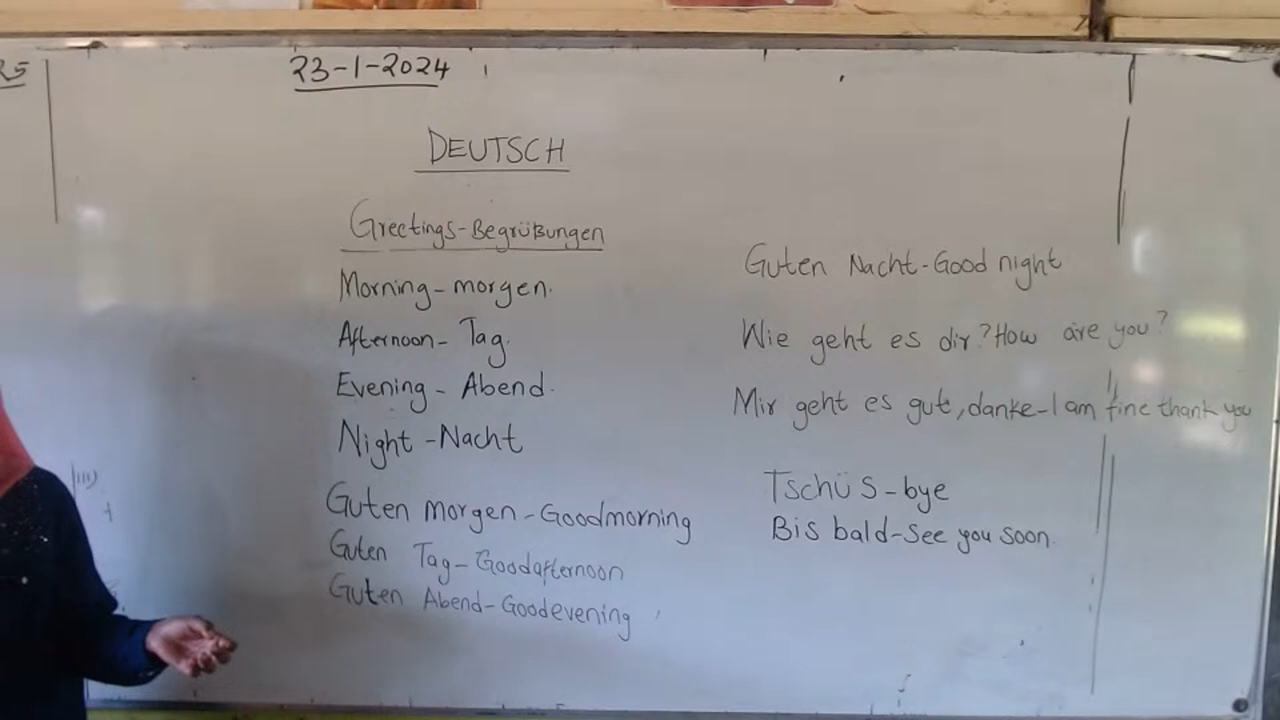 23-1-2024
DEUTSCH
Greetings-Begrüßungen
Morning-morgen.
Afternoon-Tag.
Evening-Abend.
Night-Nacht
Guten morgen-Goodmorning
Guten Tag-Goodafternoon
Guten Abend-Goodevening
Guten Nacht-Good night
Wie geht es dir? How are you?
Mir geht es gut, danke-I am fine thank you
Tschüs-bye
Bis bald-See you soon.